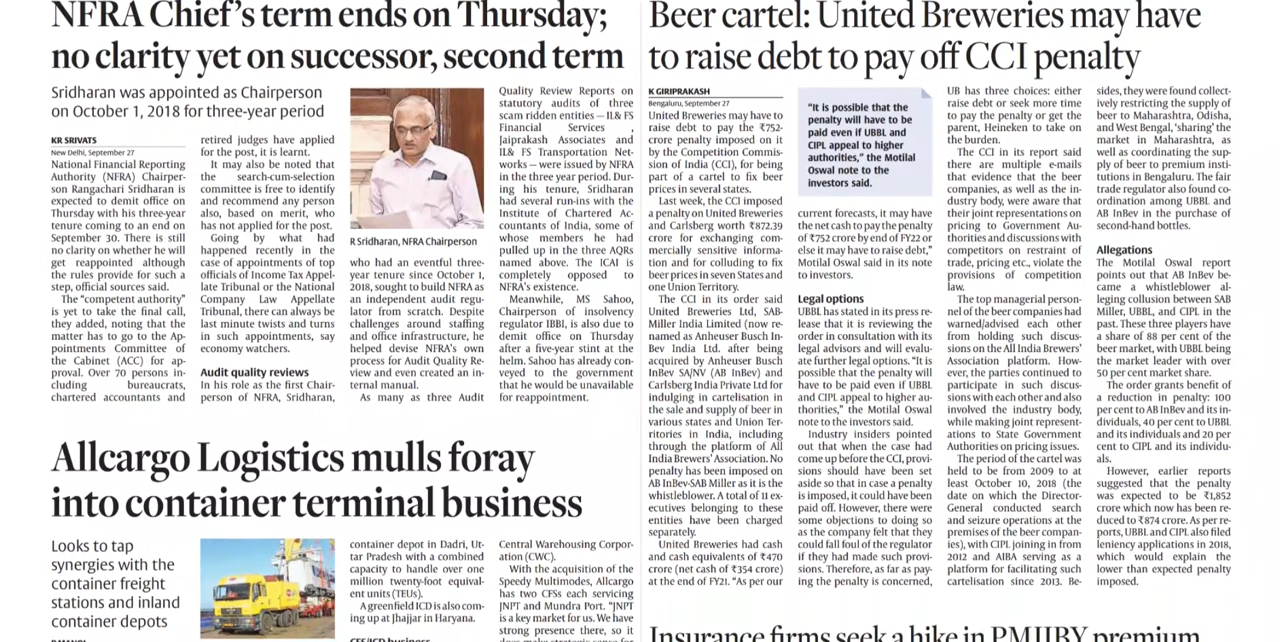 NFRA Chief's term ends on Thursday;
no clarity yet on successor, second term
Sridharan was appointed as Chairperson
on October 1, 2018 for three-year period
KR SRIVATS
New Delhi, September 27
National Financial Reporting
Authority (NFRA) Chairper-
son Rangachari Sridharan is
expected to demit office on
Thursday with his three-year
tenure coming to an end on
September 30. There is still
no clarity on whether he will
get reappointed although
the rules provide for such a
step, official sources said.
The "competent authority"
is yet to take the final call,
they added, noting that the
matter has to go to the Ap-
pointments Committee of
the Cabinet (ACC) for ap-
proval. Over 70 persons in-
cluding bureaucrats,
chartered accountants and
retired judges have applied
for the post, it is learnt.
It may also be noted that
the search-cum-selection
committee is free to identify
and recommend any person
also, based on merit, who
has not applied for the post.
Going by what had
happened recently in the
case of appointments of top
officials of Income Tax Appel-
late Tribunal or the National
Company Law Appellate
Tribunal, there can always be
last minute twists and turns
in such appointments, say
economy watchers.
Audit quality reviews
In his role as the first Chair-
person of NFRA, Sridharan,
R Sridharan, NFRA Chairperson
who had an eventful three-
year tenure since October 1,
2018, sought to build NFRA as
an independent audit regu-
lator from scratch. Despite
challenges around staffing
and office infrastructure, he
helped devise NFRA's own
process for Audit Quality Re-
view and even created an in-
ternal manual.
As many as three Audit
Quality Review Reports on
statutory audits of three
scam ridden entities — IL& FS
Financial Services ,
Jaiprakash Associates and
IL& FS Transportation Net-
works — were issued by NFRA
in the three year period. Dur-
ing his tenure, Sridharan
had several run-ins with the
Institute of Chartered Ac-
countants of India, some of
whose members he had
pulled up in the three AQRs
named above. The ICAI is
completely opposed to
NFRA's existence.
Meanwhile, MS Sahoo,
Chairperson of insolvency
regulator IBBI, is also due to
demit office on Thursday
after a five-year stint at the
helm. Sahoo has already con-
veyed to the government
that he would be unavailable
for reappointment.
Beer cartel: United Breweries may have
to raise debt to pay off CCI penalty
K GIRIPRAKASH
Bengaluru, September 27
United Breweries may have to
raise debt to pay the ₹752-
crore penalty imposed on it
by the Competition Commis-
sion of India (CCI), for being
part of a cartel to fix beer
prices in several states.
Last week, the CCI imposed
a penalty on United Breweries
and Carlsberg worth ₹872.39
crore for exchanging com-
mercially sensitive informa-
tion and for colluding to fix
beer prices in seven States and
one Union Territory.
The CCI in its order said
United Breweries Ltd, SAB-
Miller India Limited (now re-
named as Anheuser Busch In-
Bev India Ltd. after being
acquired by Anheuser Busch
InBev SA/NV (AB InBev) and
Carlsberg India Private Ltd for
indulging in cartelisation in
the sale and supply of beer in
various states and Union Ter-
ritories in India, including
through the platform of All
India Brewers' Association. No
penalty has been imposed on
AB InBev-SAB Miller as it is the
whistleblower. A total of 11 ex-
ecutives belonging to these
entities have been charged
separately.
United Breweries had cash
and cash equivalents of ₹470
crore (net cash of ₹354 crore)
at the end of FY21. "As per our
"It is possible that the
penalty will have to be
paid even if UBBL and
CIPL appeal to higher
authorities," the Motilal
Oswal note to the
investors said.
current forecasts, it may have
the net cash to pay the penalty
of ₹752 crore by end of FY22 or
else it may have to raise debt,"
Motilal Oswal said in its note
to investors.
Legal options
UBBL has stated in its press re-
lease that it is reviewing the
order in consultation with its
legal advisors and will evalu-
ate further legal options. "It is
possible that the penalty will
have to be paid even if UBBL
and CIPL appeal to higher au-
thorities," the Motilal Oswal
note to the investors said.
Industry insiders pointed
out that when the case had
come up before the CCI, provi-
sions should have been set
aside so that in case a penalty
is imposed, it could have been
paid off. However, there were
some objections to doing so
as the company felt that they
could fall foul of the regulator
if they had made such provi-
sions. Therefore, as far as pay-
ing the penalty is concerned,
UB has three choices: either
raise debt or seek more time
to pay the penalty or get the
parent, Heineken to take on
the burden.
The CCI in its report said
there are multiple e-mails
that evidence that the beer
companies, as well as the in-
dustry body, were aware that
their joint representations on
pricing to Government Au-
thorities and discussions with
competitors on restraint of
trade, pricing etc., violate the
provisions of competition
law.
The top managerial person-
nel of the beer companies had
warned/advised each other
from holding such discus-
sions on the All India Brewers'
Association platform. How-
ever, the parties continued to
participate in such discus-
sions with each other and also
involved the industry body,
while making joint represent-
ations to State Government
Authorities on pricing issues.
The period of the cartel was
held to be from 2009 to at
least October 10, 2018 (the
date on which the Director-
General conducted search
and seizure operations at the
premises of the beer compan-
ies), with CIPL joining in from
2012 and AIBA serving as a
platform for facilitating such
cartelisation since 2013. Be-
sides, they were found collect-
ively restricting the supply of
beer to Maharashtra, Odisha,
and West Bengal, 'sharing' the
market in Maharashtra, as
well as coordinating the sup-
ply of beer to premium insti-
tutions in Bengaluru. The fair
trade regulator also found co-
ordination among UBBL and
AB InBev in the purchase of
second-hand bottles.
Allegations
The Motilal Oswal report
points out that AB InBev be-
came a whistleblower al-
leging collusion between SAB
Miller, UBBL, and CIPL in the
past. These three players have
a share of 88 per cent of the
beer market, with UBBL being
the market leader with over
50 per cent market share.
The order grants benefit of
a reduction in penalty: 100
per cent to AB InBev and its in-
dividuals, 40 per cent to UBBL
and its individuals and 20 per
cent to CIPL and its individu-
als.
However, earlier reports
suggested that the penalty
was expected to be ₹1,852
crore which now has been re-
duced to ₹874 crore. As per re-
ports, UBBL and CIPL also filed
leniency applications in 2018,
which would explain the
lower than expected penalty
imposed.
Allcargo Logistics mulls foray
into container terminal business
Looks to tap
synergies with the
container freight
stations and inland
container depots
container depot in Dadri, Ut-
tar Pradesh with a combined
capacity to handle over one
million twenty-foot equival-
ent units (TEUs).
A greenfield ICD is also com-
ing up at Jhajjar in Haryana.
Central Warehousing Corpor-
ation (CWC).
With the acquisition of the
Speedy Multimodes, Allcargo
has two CFSs each servicing
JNPT and Mundra Port. "JNPT
is a key market for us. We have
strong presence there, so it
Insurance firms seek a hike in PMJJBY premium